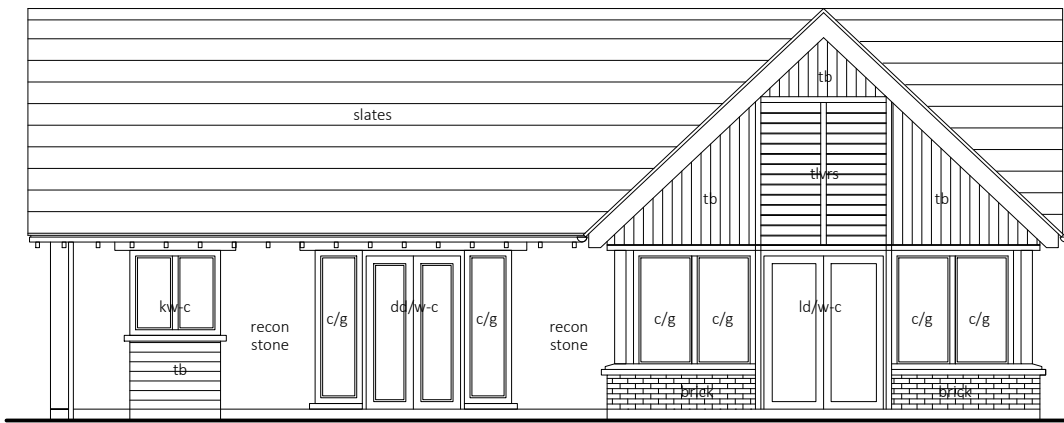 tb
slates
tlvrs
tb
tb
kw-c
dd/w-c
ld/w-c
c/g
c/g
c/g
c/g
c/g
c/g
recon
stone
recon
stone
tb
brick
brick